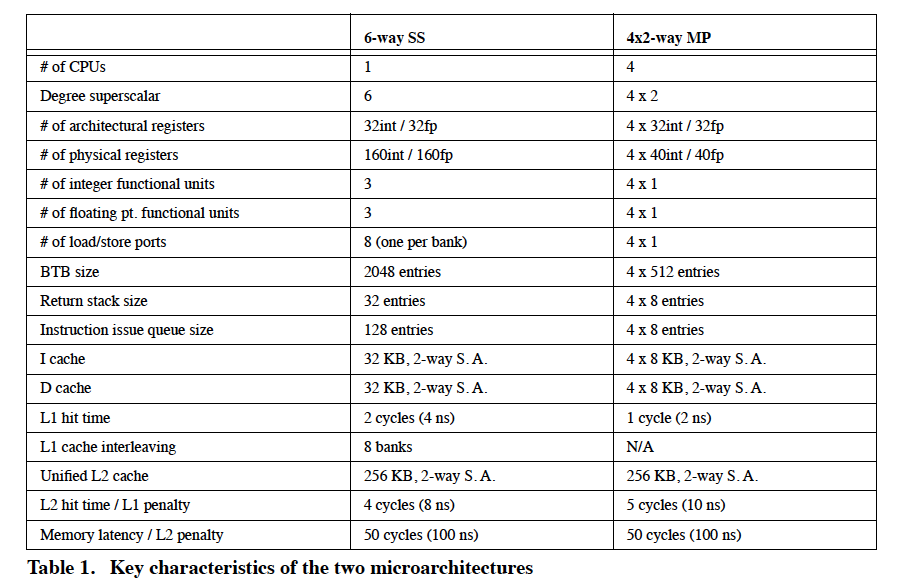 6-way SS 4x2-way MP
# of CPUs 1 4
Degree superscalar 6 4 x 2
# of architectural registers 32int / 32fp 4 x 32int / 32fp
# of physical registers 160int / 160fp 4 x 40int / 40fp
# of integer functional units 3 4 x 1
# of floating pt. functional units 3 4 x 1
# of load/store ports 8 (one per bank) 4 x 1
BTB size 2048 entries 4 x 512 entries
Return stack size 32 entries 4 x 8 entries
Instruction issue queue size 128 entries 4 x 8 entries
I cache 32 KB, 2-way S. A. 4 x 8 KB, 2-way S. A.
D cache 32 KB, 2-way S. A. 4 x 8 KB, 2-way S. A.
L1 hit time 2 cycles (4 ns) 1 cycle (2 ns)
L1 cache interleaving 8 banks N/A
Unified L2 cache 256 KB, 2-way S. A. 256 KB, 2-way S. A.
L2 hit time / L1 penalty 4 cycles (8 ns) 5 cycles (10 ns)
Memory latency / L2 penalty 50 cycles (100 ns) 50 cycles (100 ns)
Table 1. Key characteristics of the two microarchitectures